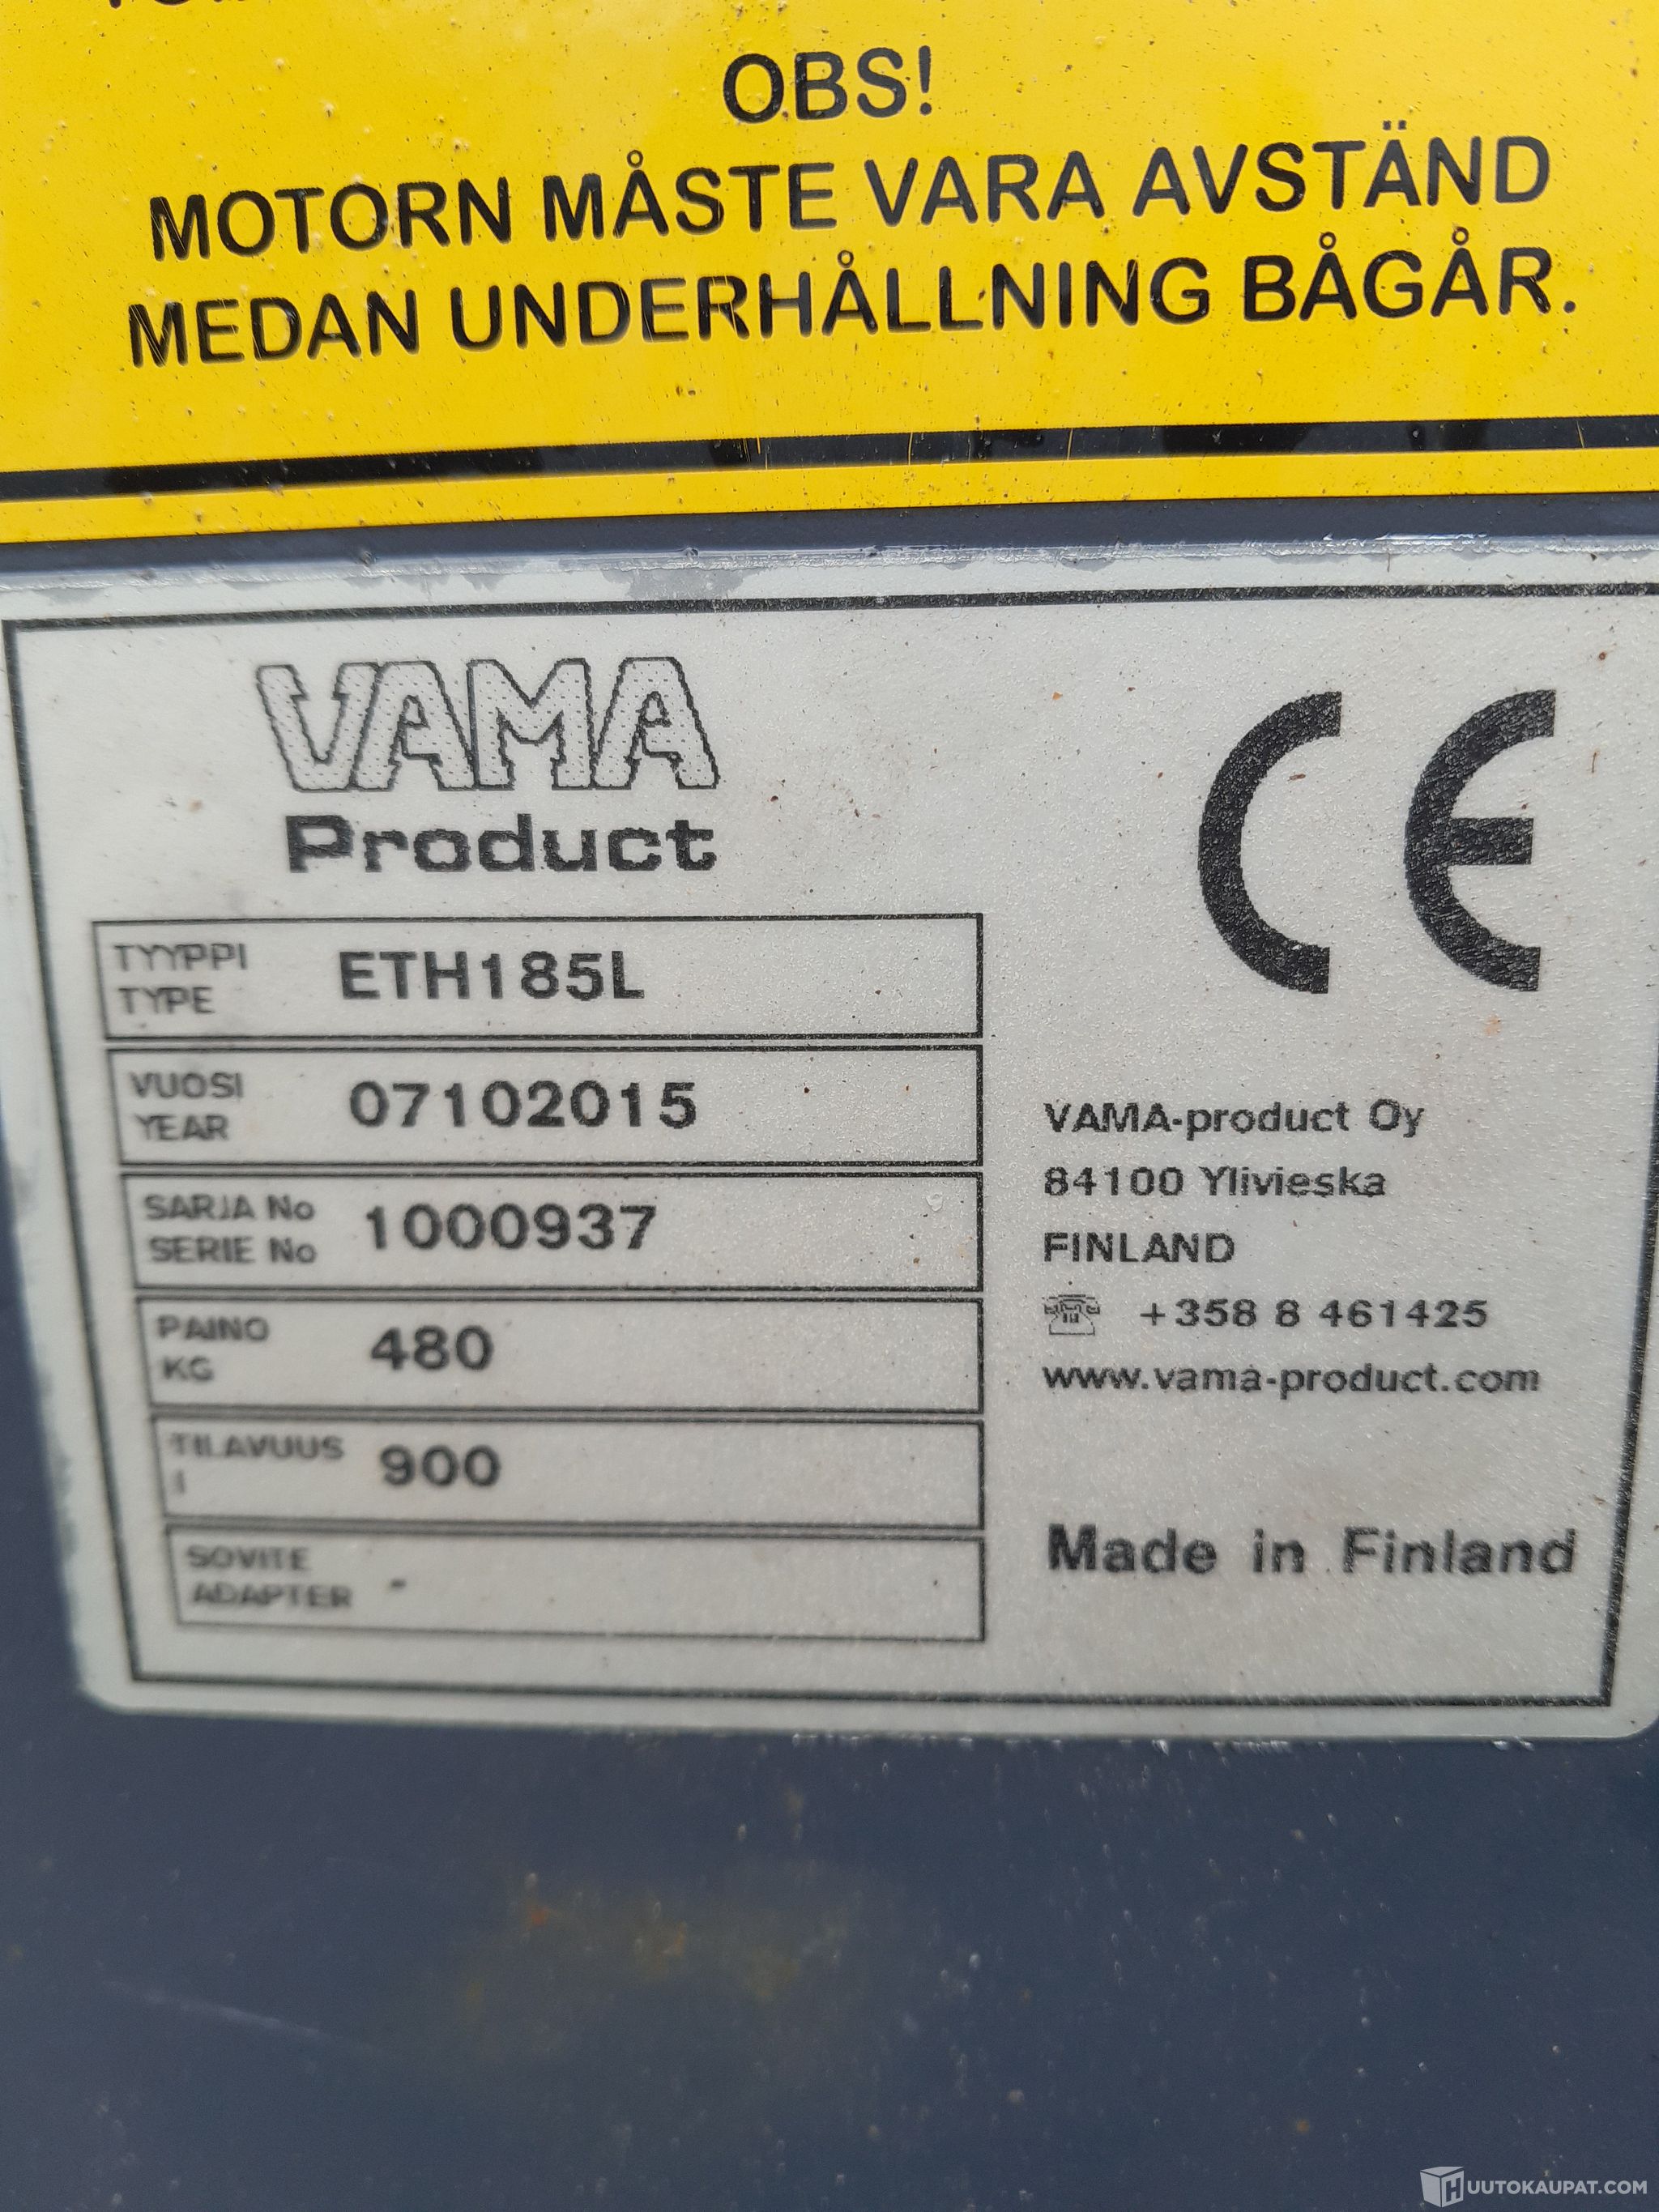 OBS!
MOTORN MÅSTE VARA AVSTÄND
MEDAN UNDERHÅLLNING BÅGÅR.
VAMA
Product
CE
TYYPPI
TYPE
ETH185L
VUOSI
YEAR
07102015
SARJA No
SERIE No
1000937
PAINO
KG
480
TILAVUUS
l
900
SOVITE
ADAPTER
-
VAMA-product Oy
84100 Ylivieska
FINLAND
+358 8 461425
www.vama-product.com
Made in Finland
HUUTOKAUPAT.COM